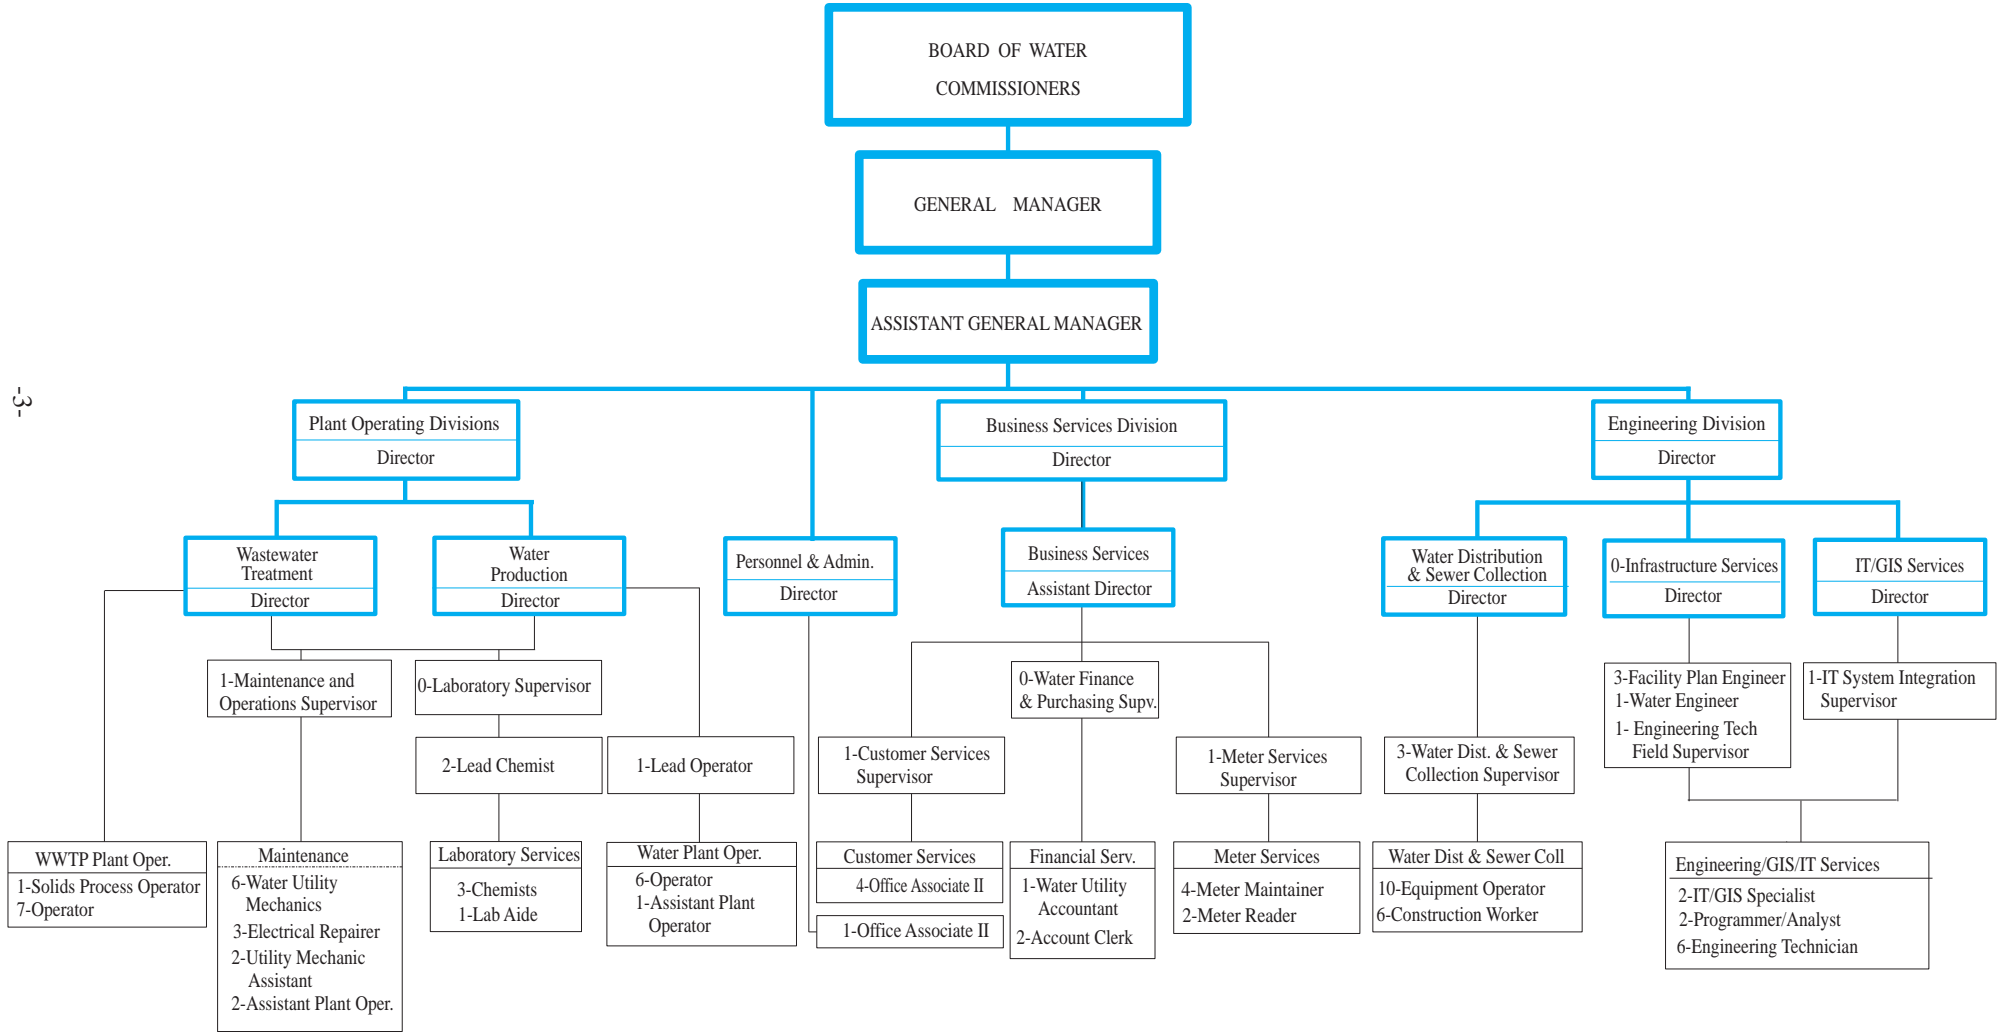 BOARD OF WATER
COMMISSIONERS
GENERAL MANAGER
ASSISTANT GENERAL MANAGER
-3-
Plant Operating Divisions
Director
Business Services Division
Director
Engineering Division
Director
Wastewater
Treatment
Director
Water
Production
Director
Personnel & Admin.
Director
Business Services
Assistant Director
Water Distribution
& Sewer Collection
Director
0-Infrastructure Services
Director
IT/GIS Services
Director
1-Maintenance and
Operations Supervisor
0-Laboratory Supervisor
0-Water Finance
& Purchasing Supv.
3-Facility Plan Engineer
1-Water Engineer
1- Engineering Tech
Field Supervisor
1-IT System Integration
Supervisor
2-Lead Chemist
1-Lead Operator
1-Customer Services
Supervisor
1-Meter Services
Supervisor
3-Water Dist. & Sewer
Collection Supervisor
WWTP Plant Oper.
1-Solids Process Operator
7-Operator
Maintenance
6-Water Utility
Mechanics
3-Electrical Repairer
2-Utility Mechanic
Assistant
2-Assistant Plant Oper.
Laboratory Services
3-Chemists
1-Lab Aide
Water Plant Oper.
6-Operator
1-Assistant Plant
Operator
Customer Services
4-Office Associate II
1-Office Associate II
Financial Serv.
1-Water Utility
Accountant
2-Account Clerk
Meter Services
4-Meter Maintainer
2-Meter Reader
Water Dist & Sewer Coll
10-Equipment Operator
6-Construction Worker
Engineering/GIS/IT Services
2-IT/GIS Specialist
2-Programmer/Analyst
6-Engineering Technician